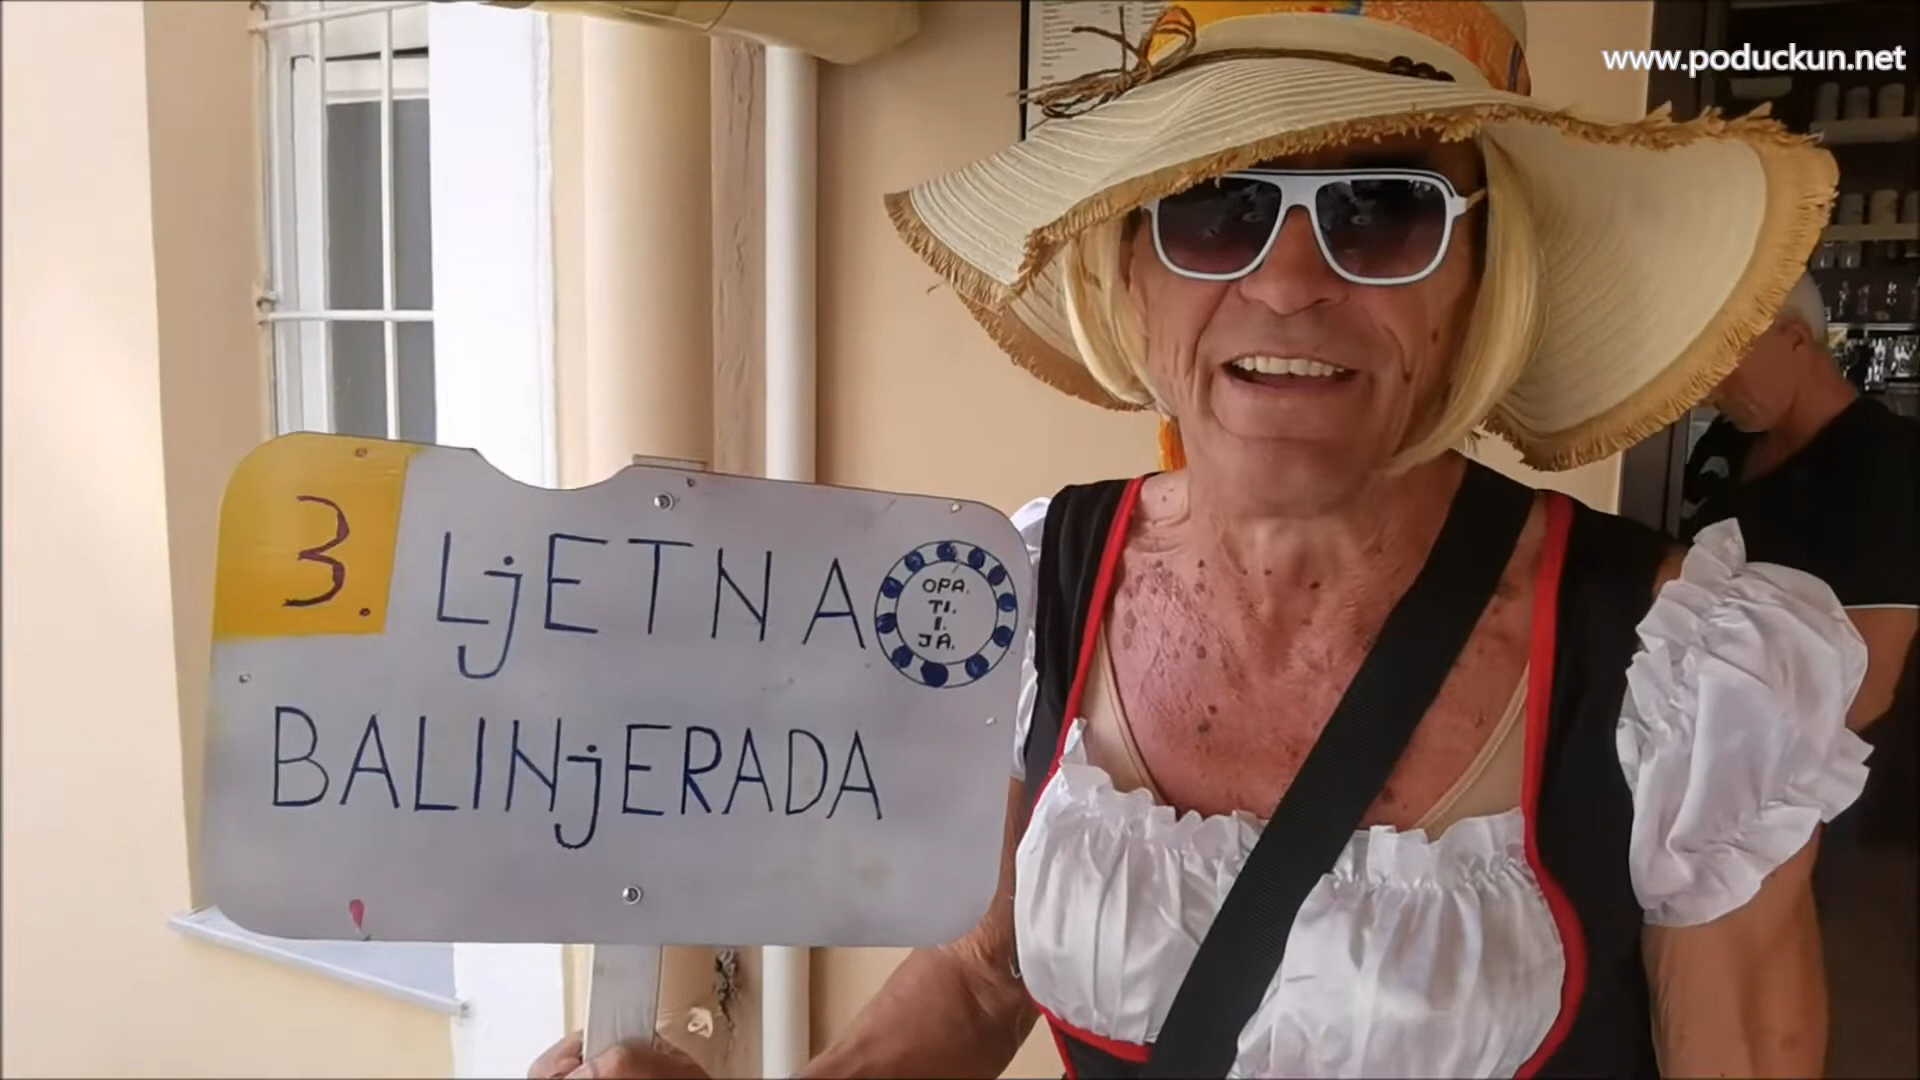 www.poduckun.net
3. LjETNA
OPA.
TI.
I.
JA.
BALINjERADA